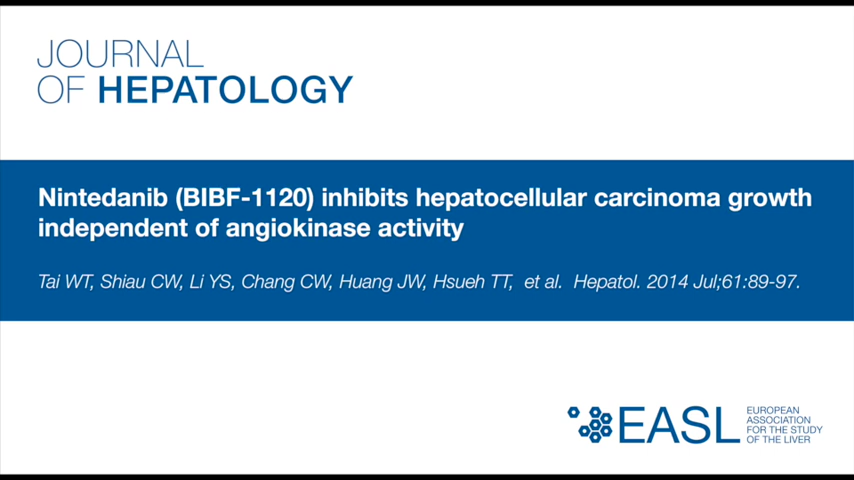 JOURNAL
OF HEPATOLOGY
Nintedanib (BIBF-1120) inhibits hepatocellular carcinoma growth
independent of angiokinase activity
Tai WT, Shiau CW, Li YS, Chang CW, Huang JW, Hsueh TT, et al. Hepatol. 2014 Jul;61:89-97.
EASL
EUROPEAN
ASSOCIATION
FOR THE STUDY
OF THE LIVER